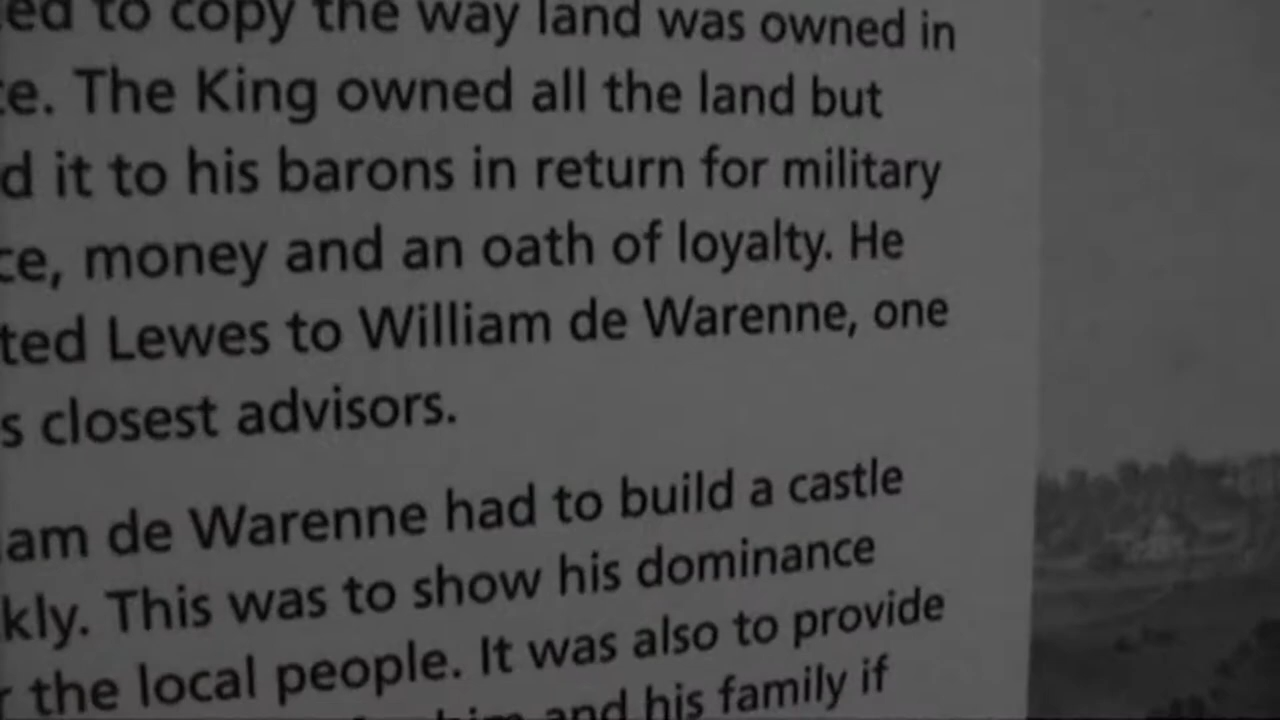 ed to copy the way land was owned in
ce. The King owned all the land but
d it to his barons in return for military
ce, money and an oath of loyalty. He
ted Lewes to William de Warenne, one
s closest advisors.
iam de Warenne had to build a castle
kly. This was to show his dominance
r the local people. It was also to provide
him and his family if